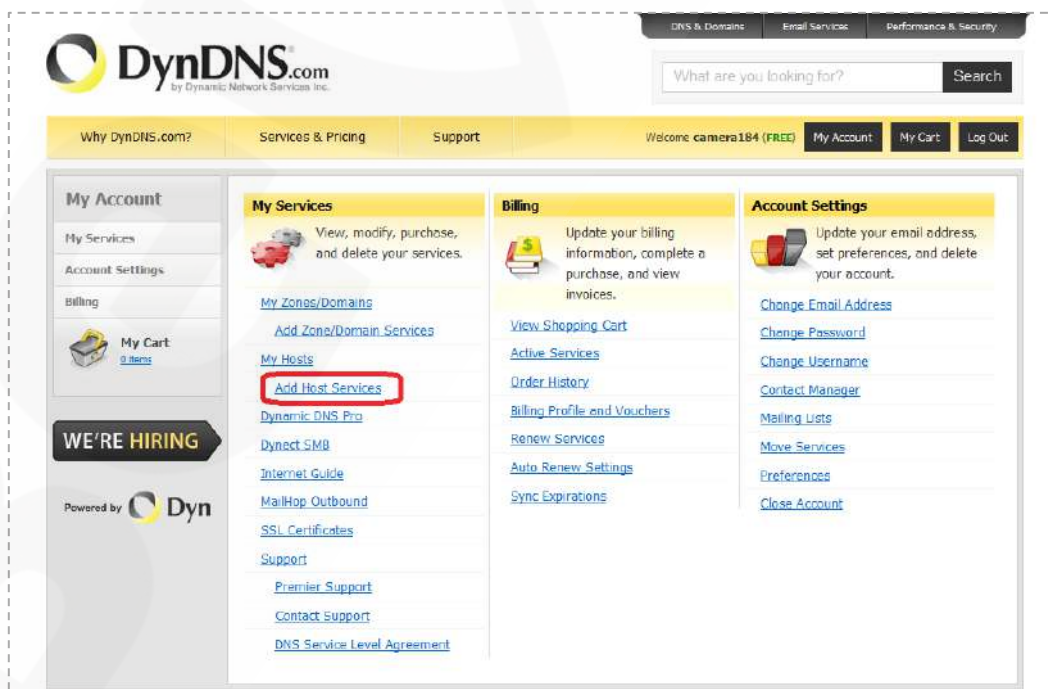 DNS & Domains Email Services Performance & Security
DynDNS.com
by Dynamic Network Services Inc.
What are you looking for? Search
Why DynDNS.com? Services & Pricing Support Welcome camera184 (FREE) My Account My Cart Log Out
My Account
My Services
Account Settings
Billing
My Cart
0 items
WE'RE HIRING
Powered by Dyn
My Services
View, modify, purchase,
and delete your services.
My Zones/Domains
Add Zone/Domain Services
My Hosts
Add Host Services
Dynamic DNS Pro
Dynect SMB
Internet Guide
MailHop Outbound
SSL Certificates
Support
Premier Support
Contact Support
DNS Service Level Agreement
Billing
Update your billing
information, complete a
purchase, and view
invoices.
View Shopping Cart
Active Services
Order History
Billing Profile and Vouchers
Renew Services
Auto Renew Settings
Sync Expirations
Account Settings
Update your email address,
set preferences, and delete
your account.
Change Email Address
Change Password
Change Username
Contact Manager
Mailing Lists
Move Services
Preferences
Close Account